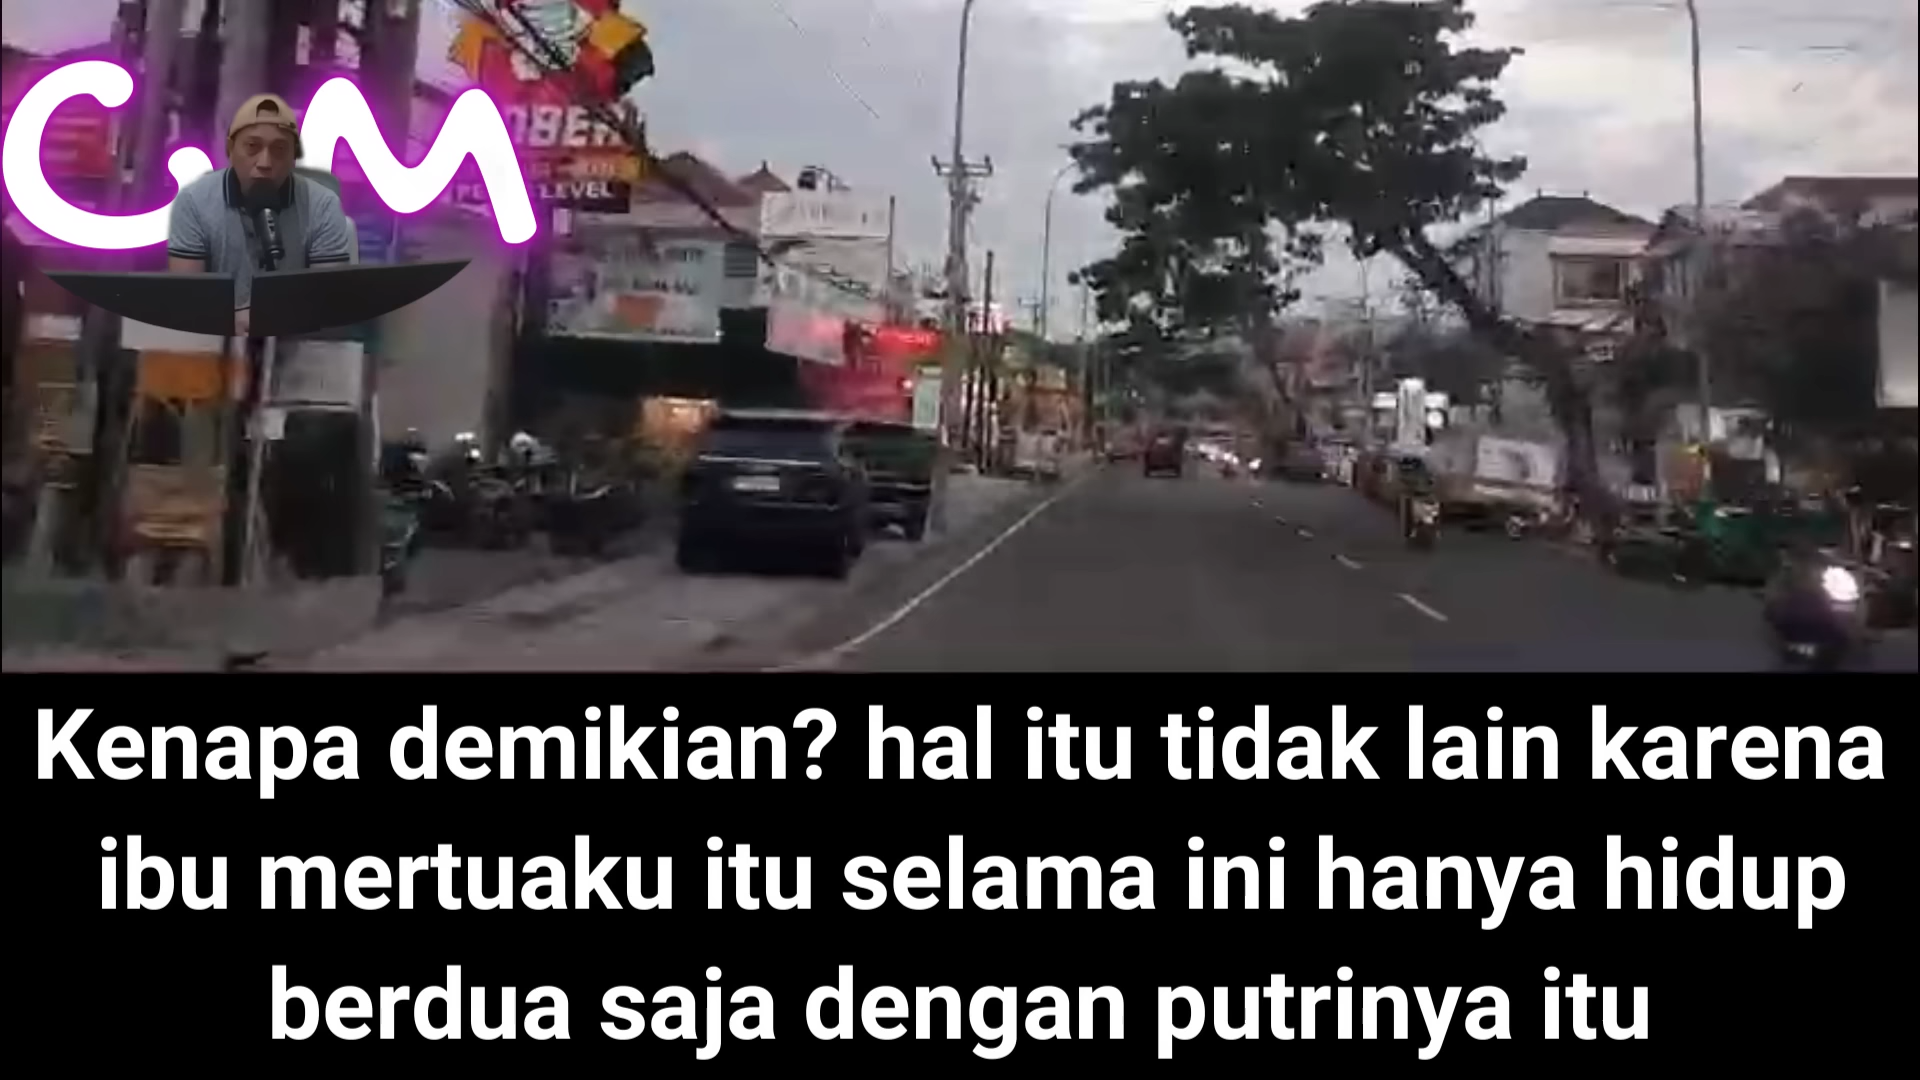 C.M
LEVEL
Kenapa demikian? hal itu tidak lain karena
ibu mertuaku itu selama ini hanya hidup
berdua saja dengan putrinya itu